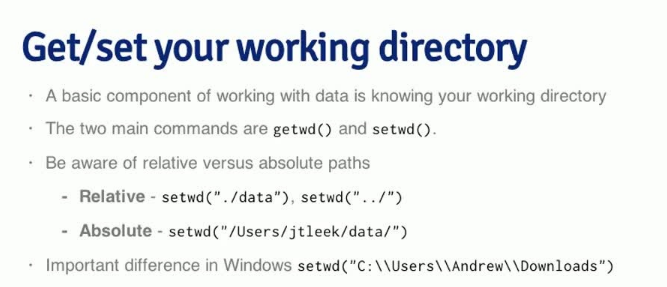 Get/set your working directory
· A basic component of working with data is knowing your working directory
· The two main commands are getwd() and setwd().
· Be aware of relative versus absolute paths
- Relative - setwd("./data"), setwd("../")
- Absolute - setwd("/Users/jtleek/data/")
· Important difference in Windows setwd("C:\\Users\\Andrew\\Downloads")